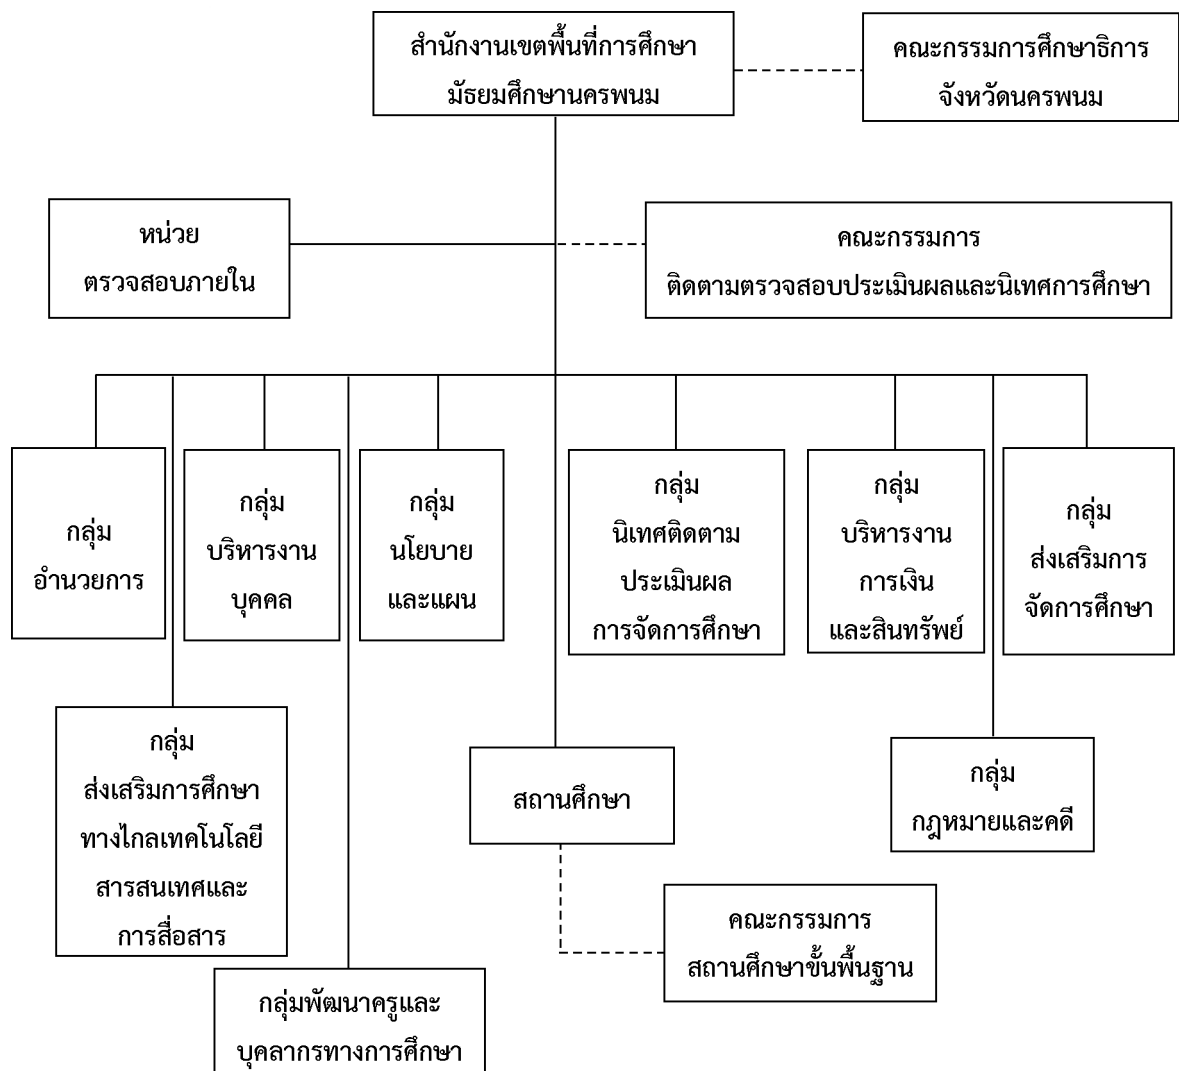 สำนักงานเขตพื้นที่การศึกษา
มัธยมศึกษานครพนม
คณะกรรมการศึกษาธิการ
จังหวัดนครพนม
หน่วย
ตรวจสอบภายใน
คณะกรรมการ
ติดตามตรวจสอบประเมินผลและนิเทศการศึกษา
กลุ่ม
อำนวยการ
กลุ่ม
บริหารงาน
บุคคล
กลุ่ม
นโยบาย
และแผน
กลุ่ม
นิเทศติดตาม
ประเมินผล
การจัดการศึกษา
กลุ่ม
บริหารงาน
การเงิน
และสินทรัพย์
กลุ่ม
ส่งเสริมการ
จัดการศึกษา
กลุ่ม
ส่งเสริมการศึกษา
ทางไกลเทคโนโลยี
สารสนเทศและ
การสื่อสาร
สถานศึกษา
กลุ่ม
กฎหมายและคดี
คณะกรรมการ
สถานศึกษาขั้นพื้นฐาน
กลุ่มพัฒนาครูและ
บุคลากรทางการศึกษา